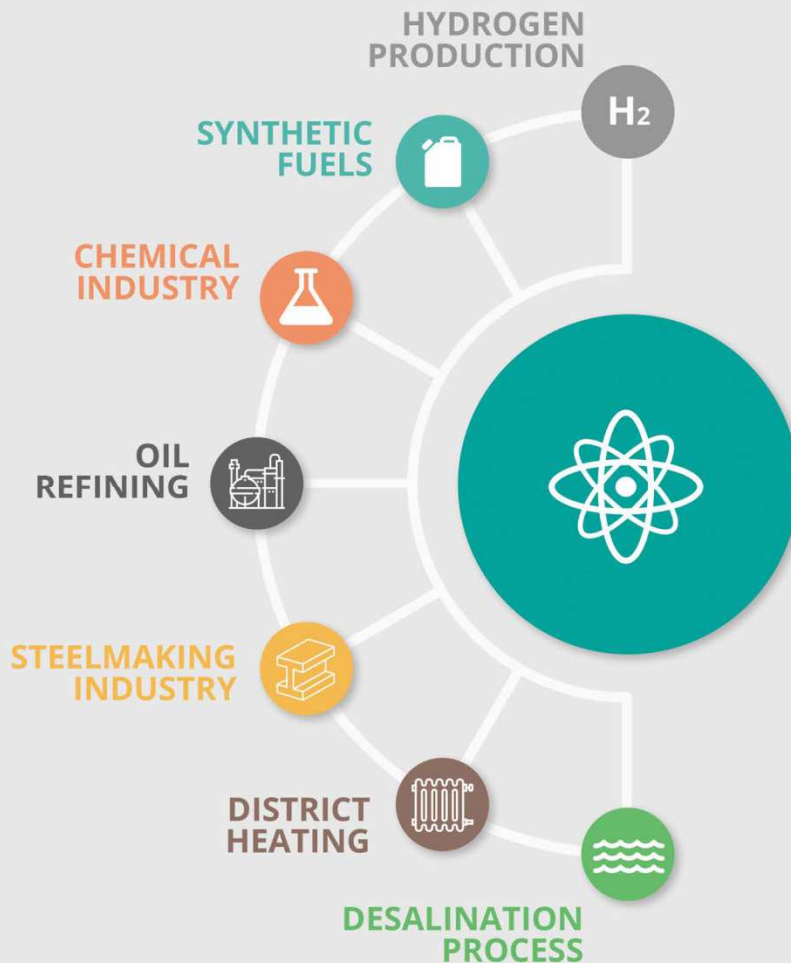 HYDROGEN
PRODUCTION
H2
SYNTHETIC
FUELS
CHEMICAL
INDUSTRY
OIL
REFINING
STEELMAKING
INDUSTRY
DISTRICT
HEATING
DESALINATION
PROCESS